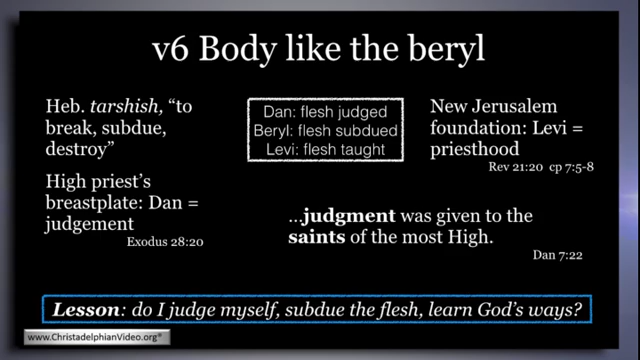 v6 Body like the beryl
Heb. tarshish, “to
break, subdue,
destroy”
High priest’s
breastplate: Dan =
judgement
Exodus 28:20
Dan: flesh judged
Beryl: flesh subdued
Levi: flesh taught
New Jerusalem
foundation: Levi =
priesthood
Rev 21:20 cp 7:5-8
...judgment was given to the
saints of the most High.
Dan 7:22
Lesson: do I judge myself, subdue the flesh, learn God’s ways?
www.ChristadelphianVideo.org®